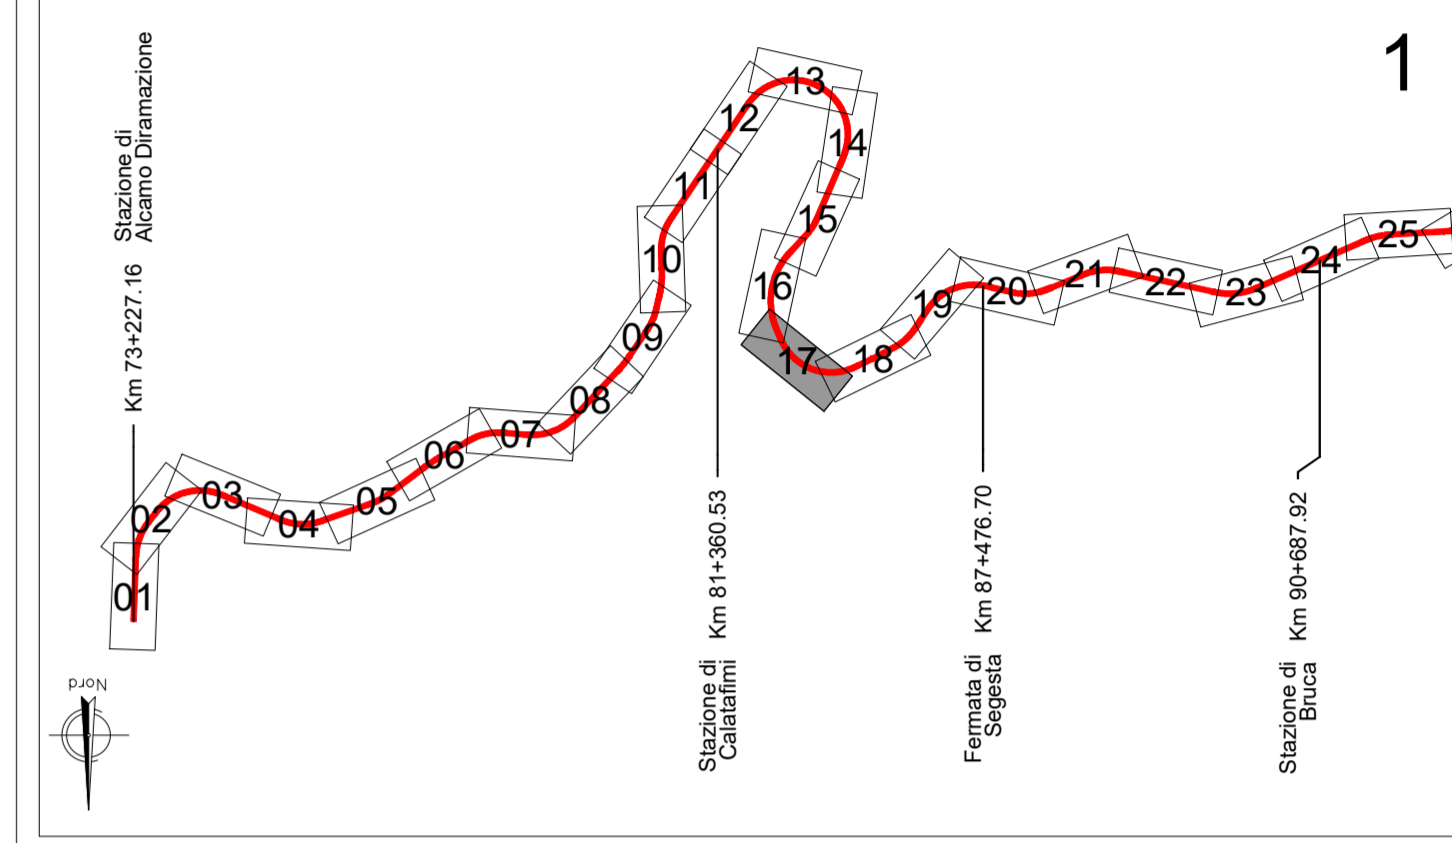 1
Stazione di
Alcamo Diramazione
Km 73+227.16
01
02
03
04
05
06
07
08
09
10
11
12
13
14
15
16
17
18
19
20
21
22
23
24
25
Nord
Stazione di
Calatafimi
Km 81+360.53
Fermata di
Segesta
Km 87+476.70
Stazione di
Bruca
Km 90+687.92